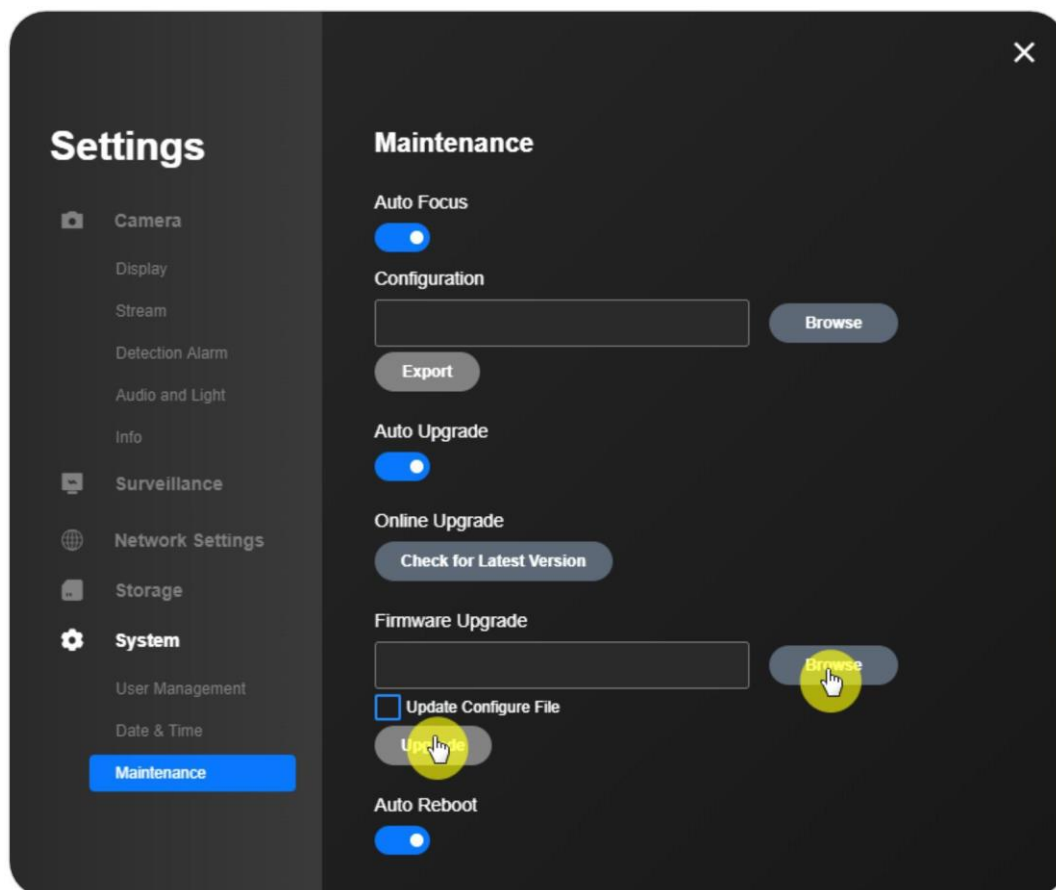 Settings
Camera
Display
Stream
Detection Alarm
Audio and Light
Info
Surveillance
Network Settings
Storage
System
User Management
Date & Time
Maintenance
Maintenance
Auto Focus
Configuration
Browse
Export
Auto Upgrade
Online Upgrade
Check for Latest Version
Firmware Upgrade
Browse
Update Configure File
Upgrade
Auto Reboot